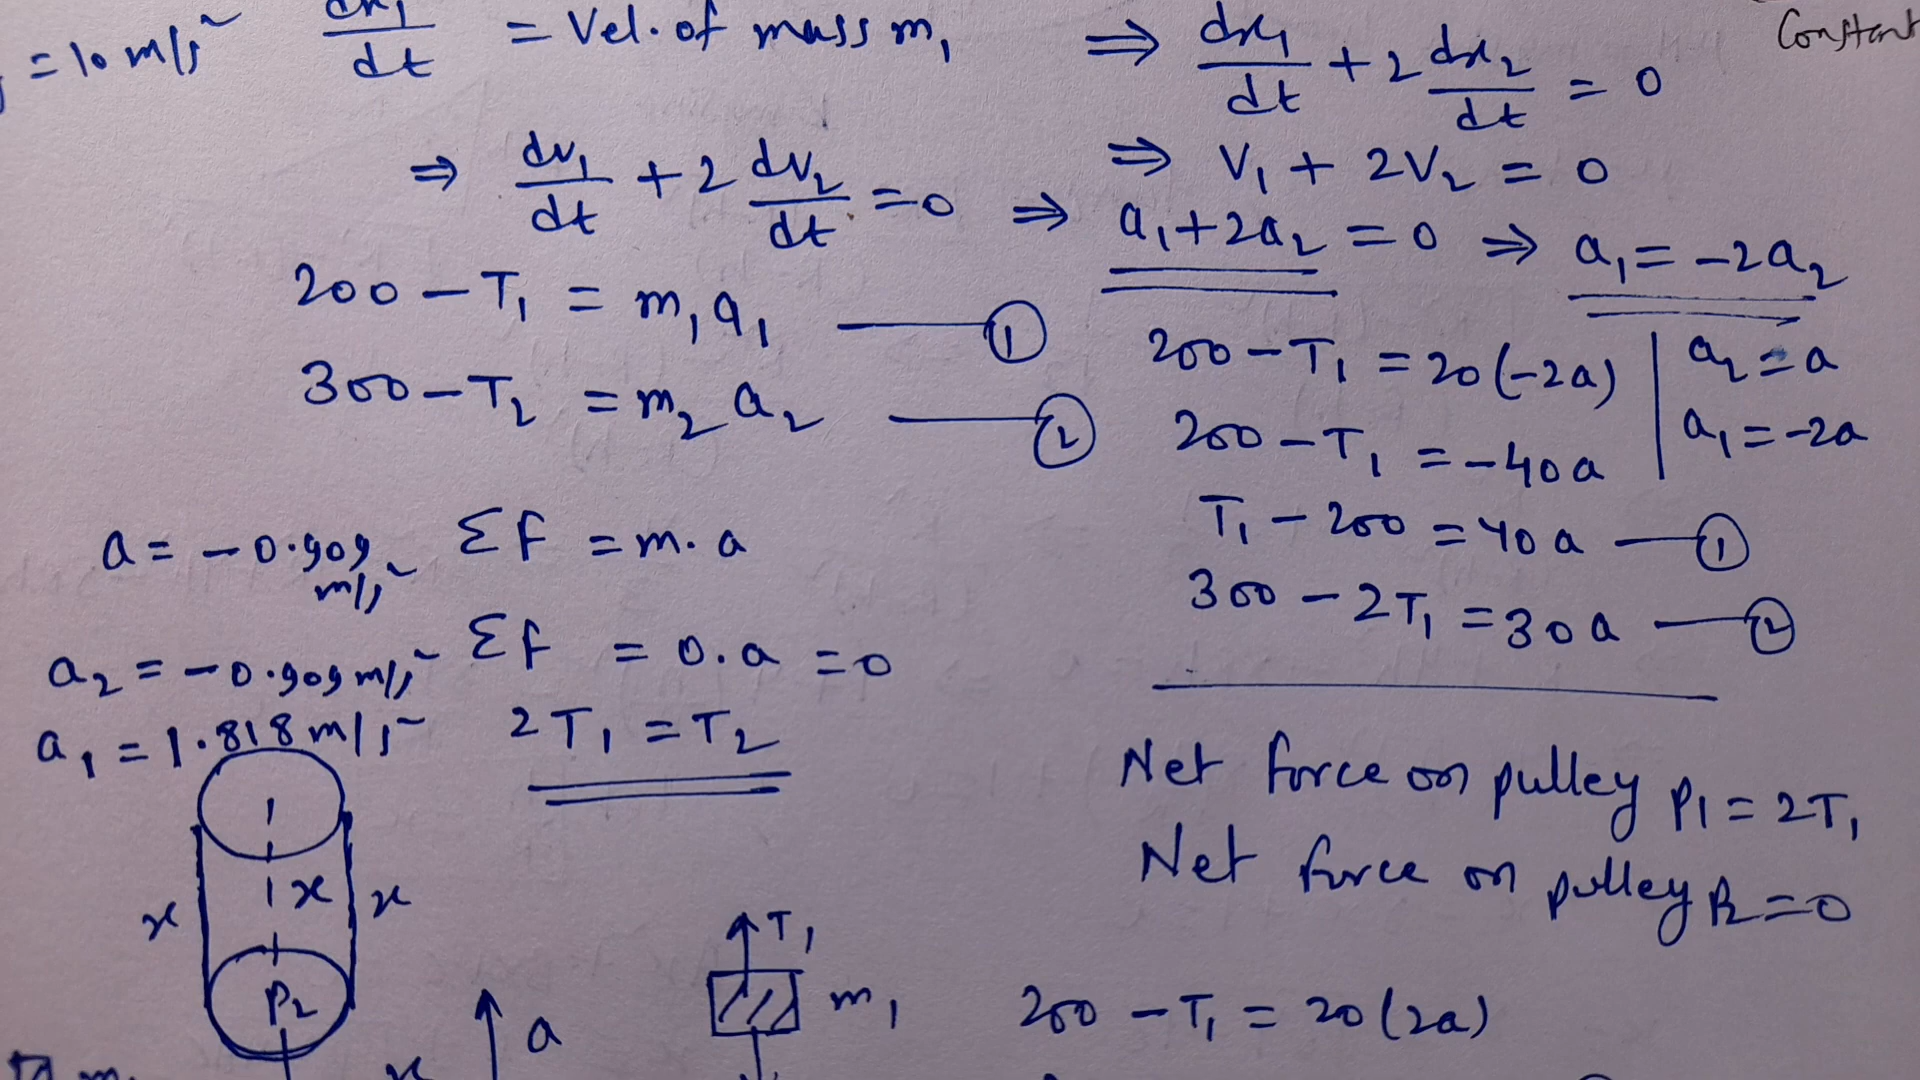 = 10 m/s² dx₁/dt = Vel. of mass m₁ ⇒ dx₁/dt + 2 dx₂/dt = 0 Constant
⇒ dv₁/dt + 2 dv₂/dt = 0 ⇒ V₁ + 2V₂ = 0
⇒ a₁ + 2a₂ = 0 ⇒ a₁ = -2a₂
200 - T₁ = m₁a₁ — ①
300 - T₂ = m₂ a₂ — ②
200 - T₁ = 20(-2a) | a₂ = a
200 - T₁ = -40a | a₁ = -2a
T₁ - 200 = 40a — ①
300 - 2T₁ = 30a — ②
a = -0.909 m/s²
a₂ = -0.909 m/s²
a₁ = 1.818 m/s²
ΣF = m. a
Σf = 0. a = 0
2T₁ = T₂
Net force on pulley P1 = 2T₁
Net force on pulley P₂ = 0
1
x x x
P₂
a
T₁
m₁
200 - T₁ = 20(2a)
x